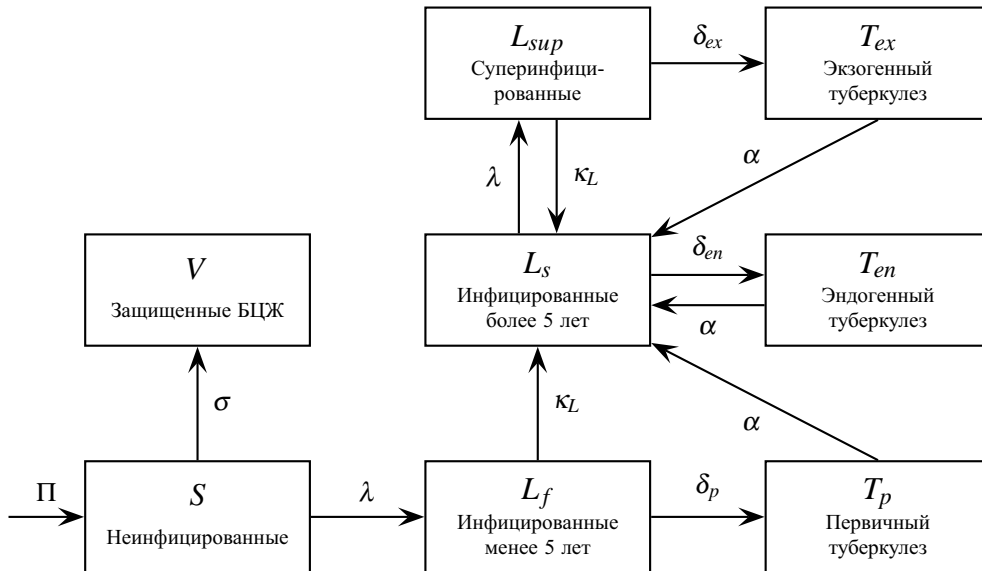 L_sup
Суперинфици-
рованные
δ_ex
T_ex
Экзогенный
туберкулез
λ
κ_L
α
V
Защищенные БЦЖ
L_s
Инфицированные
более 5 лет
δ_en
α
T_en
Эндогенный
туберкулез
σ
κ_L
α
Π
S
Неинфицированные
λ
L_f
Инфицированные
менее 5 лет
δ_p
T_p
Первичный
туберкулез